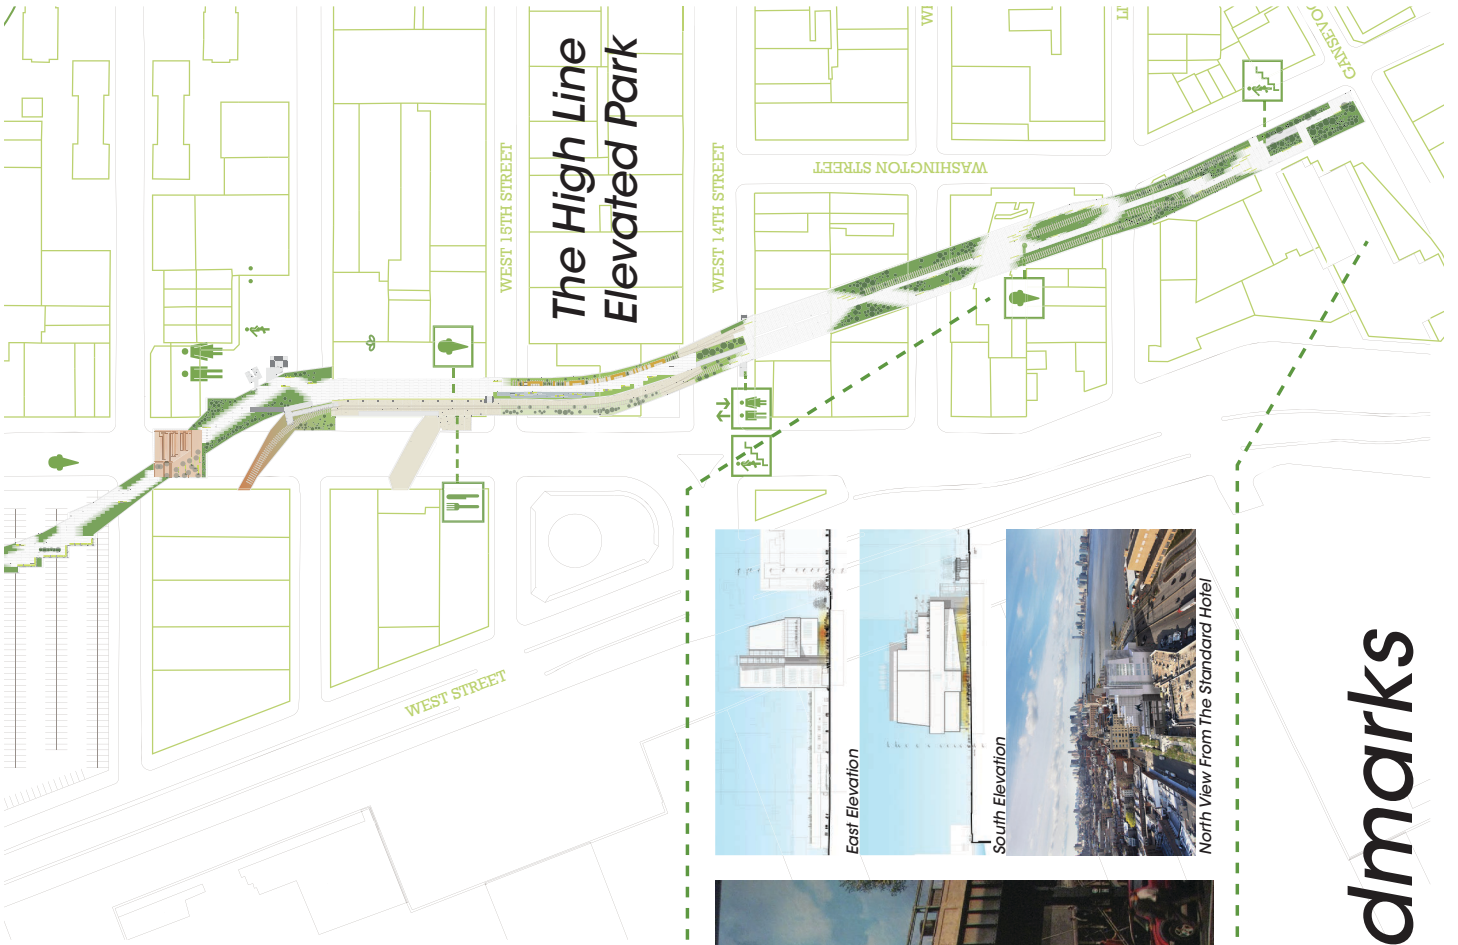 The High Line
Elevated Park
WEST 15TH STREET
WEST 14TH STREET
WASHINGTON STREET
GANSEVO
WEST STREET
East Elevation
South Elevation
North View From The Standard Hotel
dmarks